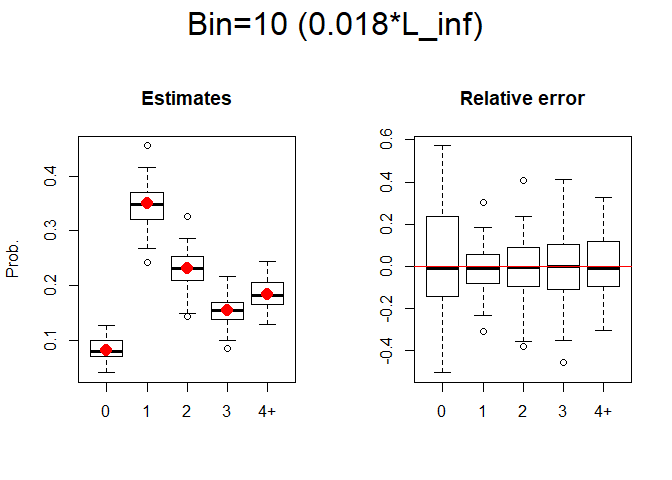 Bin=10 (0.018*L_inf)
Estimates
Prob.
0.4
0.3
0.2
0.1
0 1 2 3 4+
Relative error
0.6
0.4
0.2
0.0
-0.2
-0.4
0 1 2 3 4+